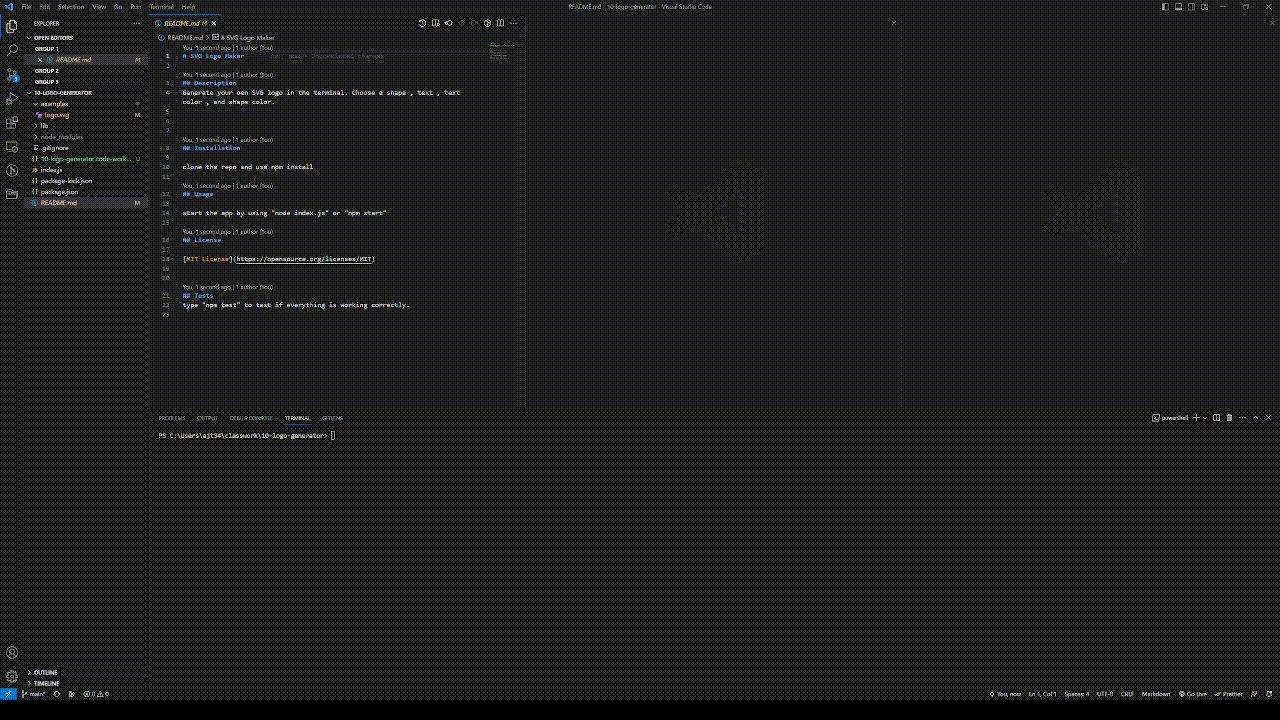 File Edit Selection View Go Run Terminal Help
README.md - 10-logo-generator - Visual Studio Code
EXPLORER
README.md M
OPEN EDITORS
GROUP 1
README.md M
GROUP 2
GROUP 3
10-LOGO-GENERATOR
examples
logo.svg M
lib
node_modules
.gitignore
10-logo-generator.code-work... U
index.js
package-lock.json
package.json
README.md M
README.md > # SVG Logo Maker
You, 1 second ago | 1 author (You)
1 # SVG Logo Maker You, now • Uncommitted changes
2
You, 1 second ago | 1 author (You)
3 ## Description
4 Generate your own SVG logo in the terminal. Choose a shape , text , text
color , and shape color.
5
6
7
You, 1 second ago | 1 author (You)
8 ## Installation
9
10 clone the repo and use npm install
11
You, 1 second ago | 1 author (You)
12 ## Usage
13
14 start the app by using "node index.js" or "npm start"
15
You, 1 second ago | 1 author (You)
16 ## License
17
18 [MIT License](https://opensource.org/licenses/MIT)
19
20
You, 1 second ago | 1 author (You)
21 ## Tests
22 type "npm test" to test if everything is working correctly.
23
PROBLEMS OUTPUT DEBUG CONSOLE TERMINAL GITLENS
powershell
PS C:\Users\ajt34\classwork\10-logo-generator>
OUTLINE
TIMELINE
main* 0 0
You, now Ln 1, Col 1 Spaces: 4 UTF-8 CRLF Markdown Go Live Prettier